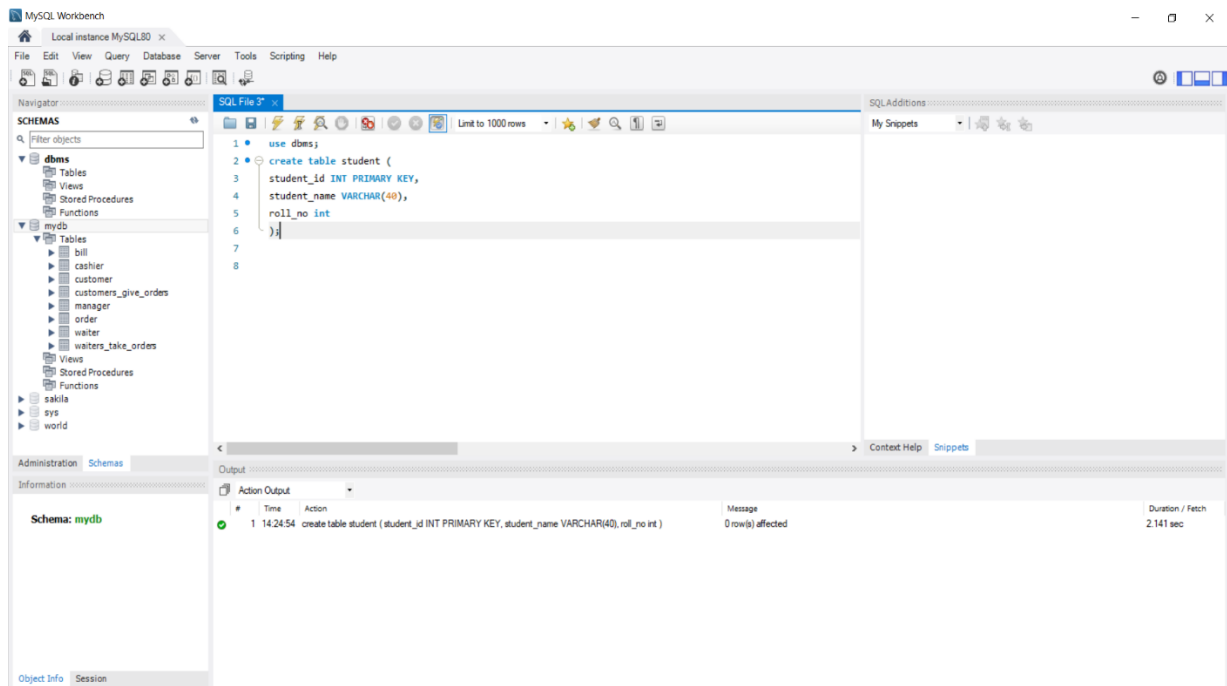 MySQL Workbench
Local instance MySQL80
File Edit View Query Database Server Tools Scripting Help
Navigator
SCHEMAS
Filter objects
dbms
Tables
Views
Stored Procedures
Functions
mydb
Tables
bill
cashier
customer
customers_give_orders
manager
order
waiter
waiters_take_orders
Views
Stored Procedures
Functions
sakila
sys
world
Administration Schemas
Information
Schema: mydb
Object Info Session
SQL File 3*
Limit to 1000 rows
1 use dbms;
2 create table student (
3 student_id INT PRIMARY KEY,
4 student_name VARCHAR(40),
5 roll_no int
6 );
7
8
SQLAdditions
My Snippets
Context Help Snippets
Output
Action Output
# Time Action Message Duration / Fetch
1 14:24:54 create table student ( student_id INT PRIMARY KEY, student_name VARCHAR(40), roll_no int ) 0 row(s) affected 2.141 sec